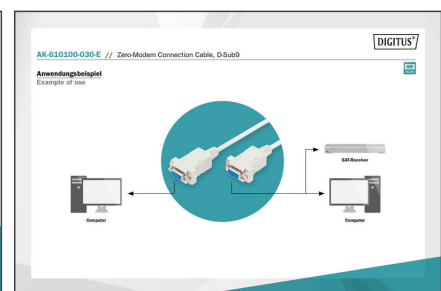 DIGITUS®
AK-610100-030-E // Zero-Modem Connection Cable, D-Sub9
Anwendungsbeispiel
Example of use
SAT-Receiver
Computer
Computer